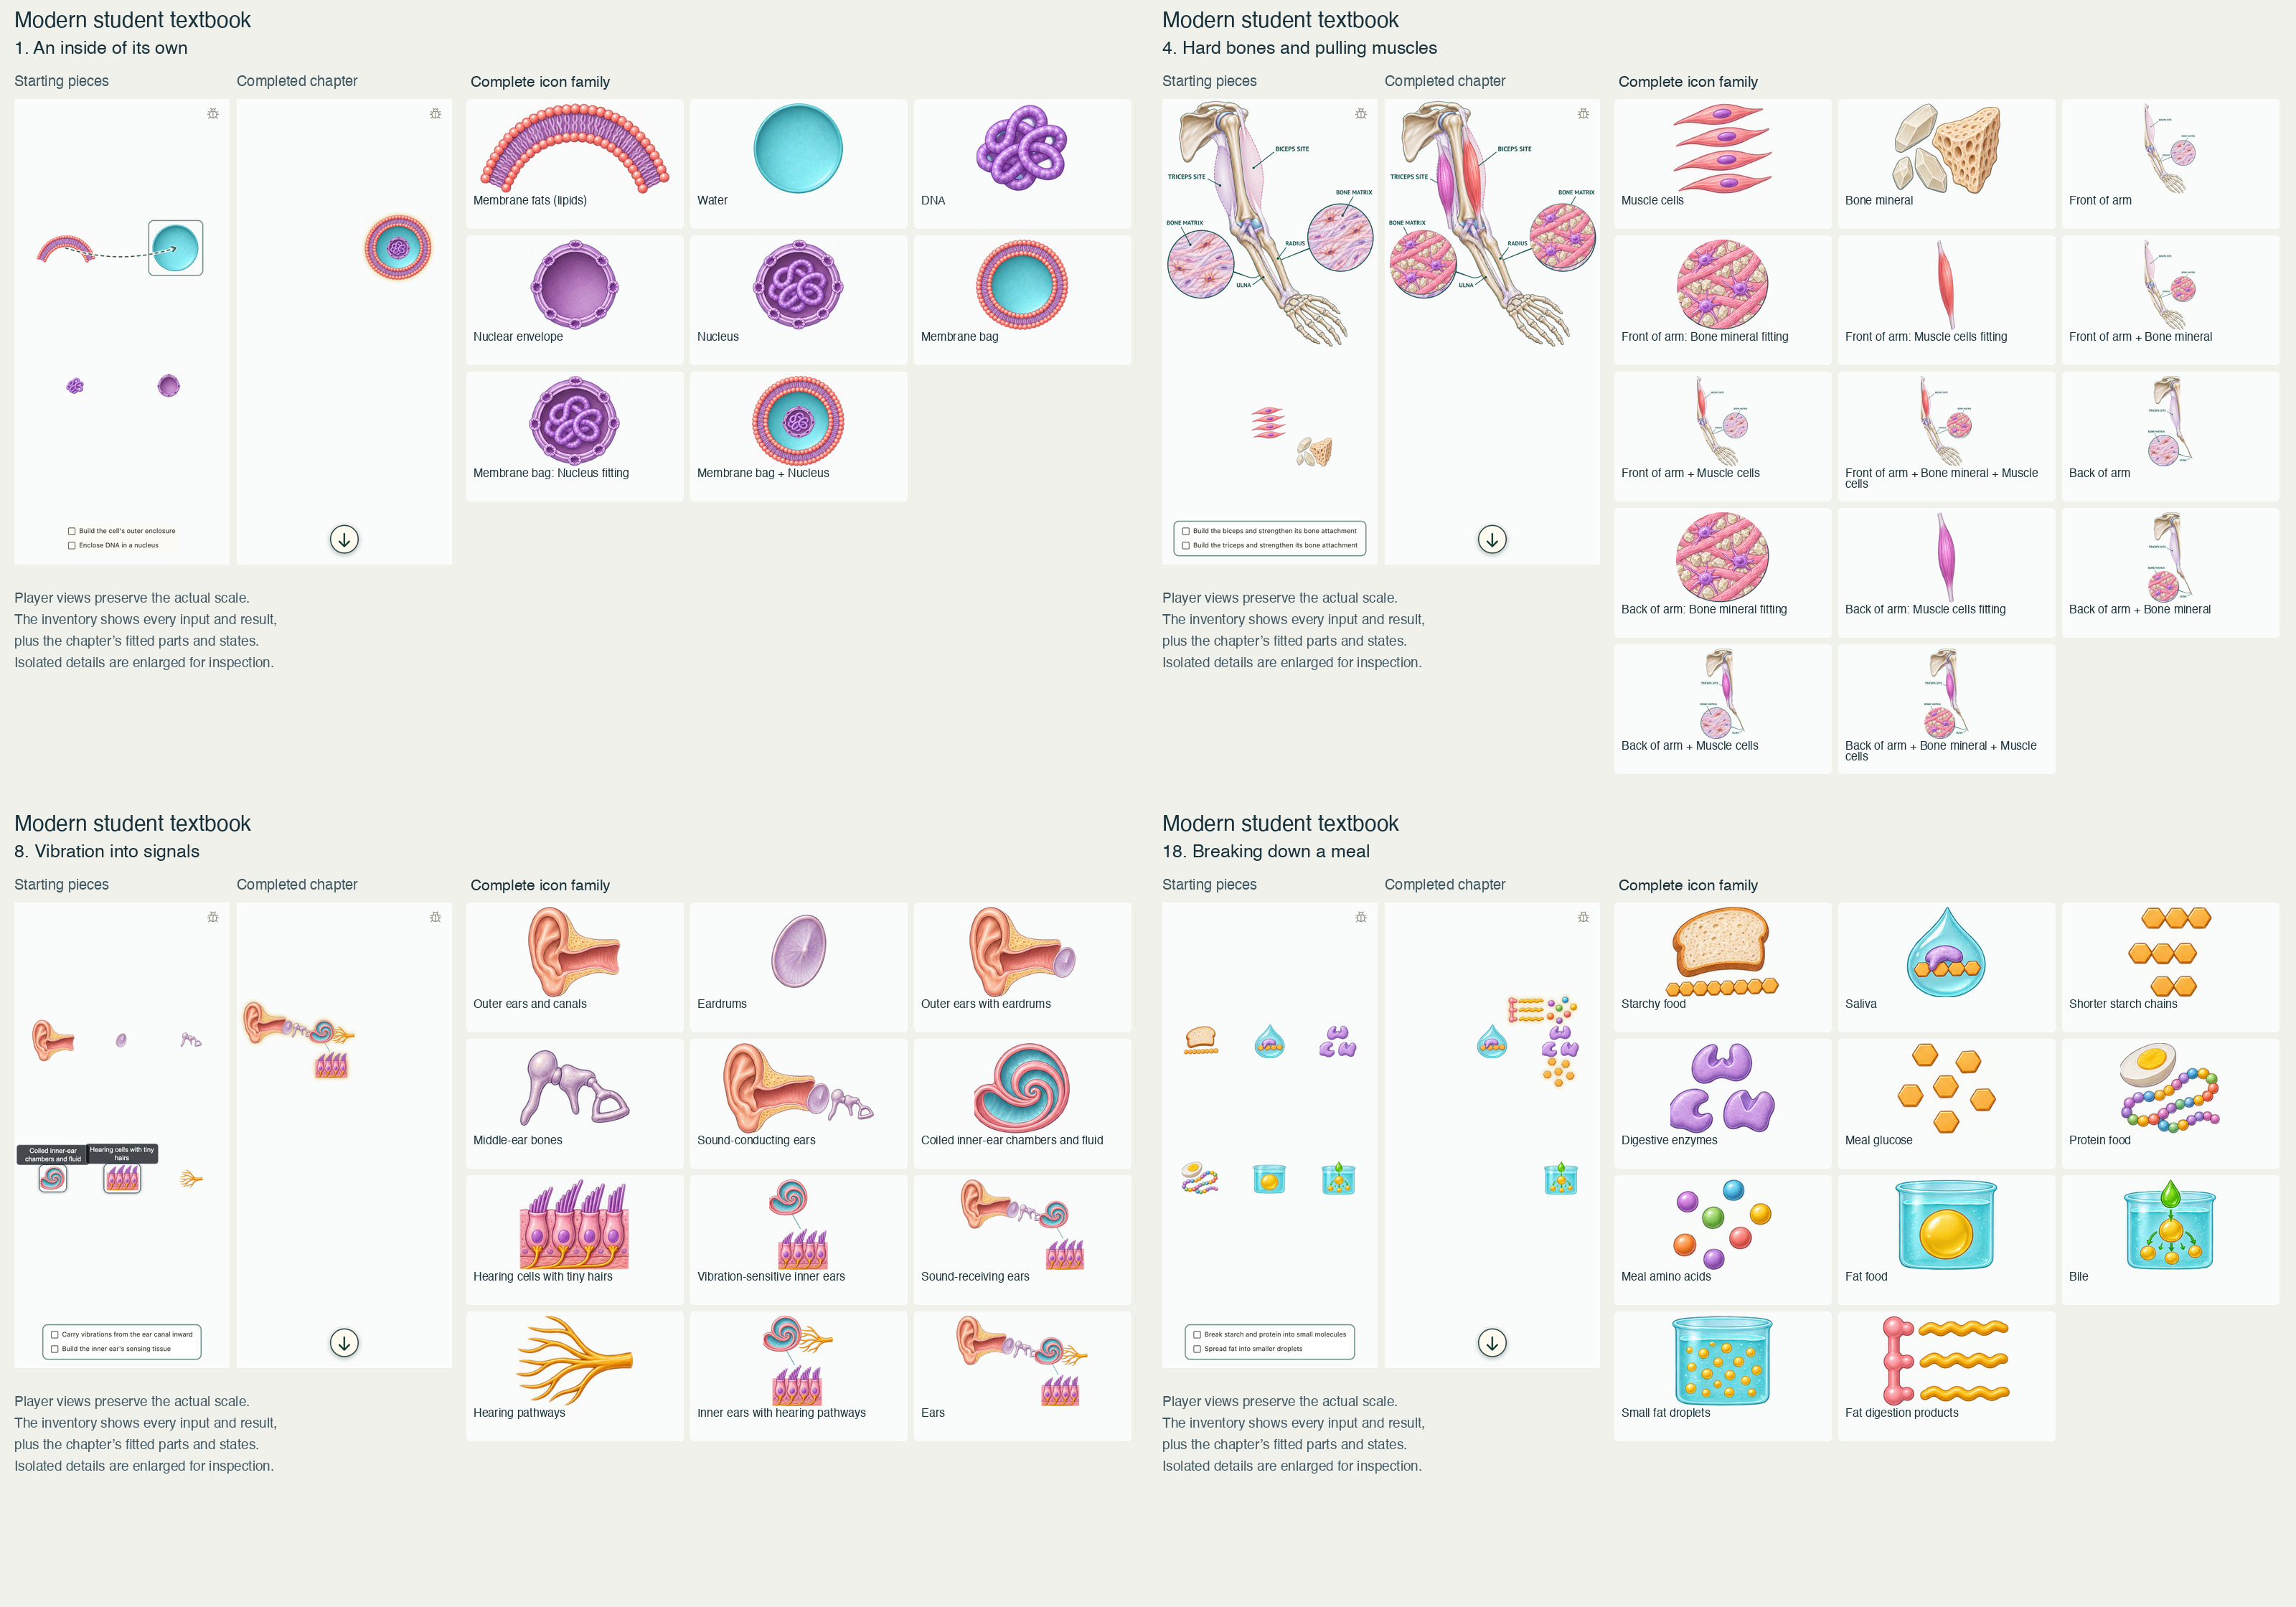 Modern student textbook
1. An inside of its own
Starting pieces
Completed chapter
Complete icon family
Membrane fats (lipids)
Water
DNA
Nuclear envelope
Nucleus
Membrane bag
Membrane bag: Nucleus fitting
Membrane bag + Nucleus
Build the cell's outer enclosure
Enclose DNA in a nucleus
Player views preserve the actual scale.
The inventory shows every input and result,
plus the chapter's fitted parts and states.
Isolated details are enlarged for inspection.
Modern student textbook
4. Hard bones and pulling muscles
Starting pieces
Completed chapter
Complete icon family
BICEPS SITE
TRICEPS SITE
BONE MATRIX
BONE MATRIX
RADIUS
ULNA
BICEPS SITE
TRICEPS SITE
BONE MATRIX
BONE MATRIX
RADIUS
ULNA
Build the biceps and strengthen its bone attachment
Build the triceps and strengthen its bone attachment
Muscle cells
Bone mineral
Front of arm
Front of arm: Bone mineral fitting
Front of arm: Muscle cells fitting
Front of arm + Bone mineral
Front of arm + Muscle cells
Front of arm + Bone mineral + Muscle
cells
Back of arm
Back of arm: Bone mineral fitting
Back of arm: Muscle cells fitting
Back of arm + Bone mineral
Back of arm + Muscle cells
Back of arm + Bone mineral + Muscle
cells
Player views preserve the actual scale.
The inventory shows every input and result,
plus the chapter's fitted parts and states.
Isolated details are enlarged for inspection.
Modern student textbook
8. Vibration into signals
Starting pieces
Completed chapter
Complete icon family
Coiled inner-ear
chambers and fluid
Hearing cells with tiny
hairs
Carry vibrations from the ear canal inward
Build the inner ear's sensing tissue
Outer ears and canals
Eardrums
Outer ears with eardrums
Middle-ear bones
Sound-conducting ears
Coiled inner-ear chambers and fluid
Hearing cells with tiny hairs
Vibration-sensitive inner ears
Sound-receiving ears
Hearing pathways
Inner ears with hearing pathways
Ears
Player views preserve the actual scale.
The inventory shows every input and result,
plus the chapter's fitted parts and states.
Isolated details are enlarged for inspection.
Modern student textbook
18. Breaking down a meal
Starting pieces
Completed chapter
Complete icon family
Break starch and protein into small molecules
Spread fat into smaller droplets
Starchy food
Saliva
Shorter starch chains
Digestive enzymes
Meal glucose
Protein food
Meal amino acids
Fat food
Bile
Small fat droplets
Fat digestion products
Player views preserve the actual scale.
The inventory shows every input and result,
plus the chapter's fitted parts and states.
Isolated details are enlarged for inspection.